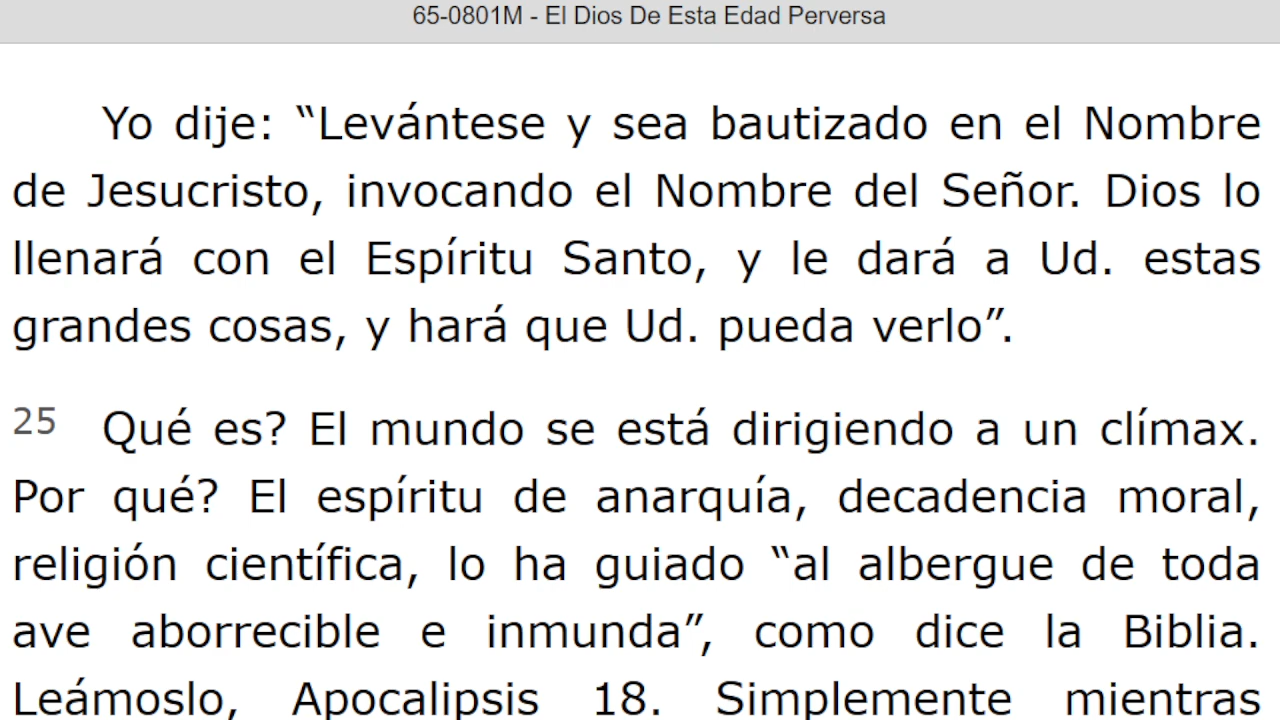 65-0801M - El Dios De Esta Edad Perversa
Yo dije: “Levántese y sea bautizado en el Nombre
de Jesucristo, invocando el Nombre del Señor. Dios lo
llenará con el Espíritu Santo, y le dará a Ud. estas
grandes cosas, y hará que Ud. pueda verlo”.
25 Qué es? El mundo se está dirigiendo a un clímax.
Por qué? El espíritu de anarquía, decadencia moral,
religión científica, lo ha guiado “al albergue de toda
ave aborrecible e inmunda”, como dice la Biblia.
Leámoslo, Apocalipsis 18. Simplemente mientras